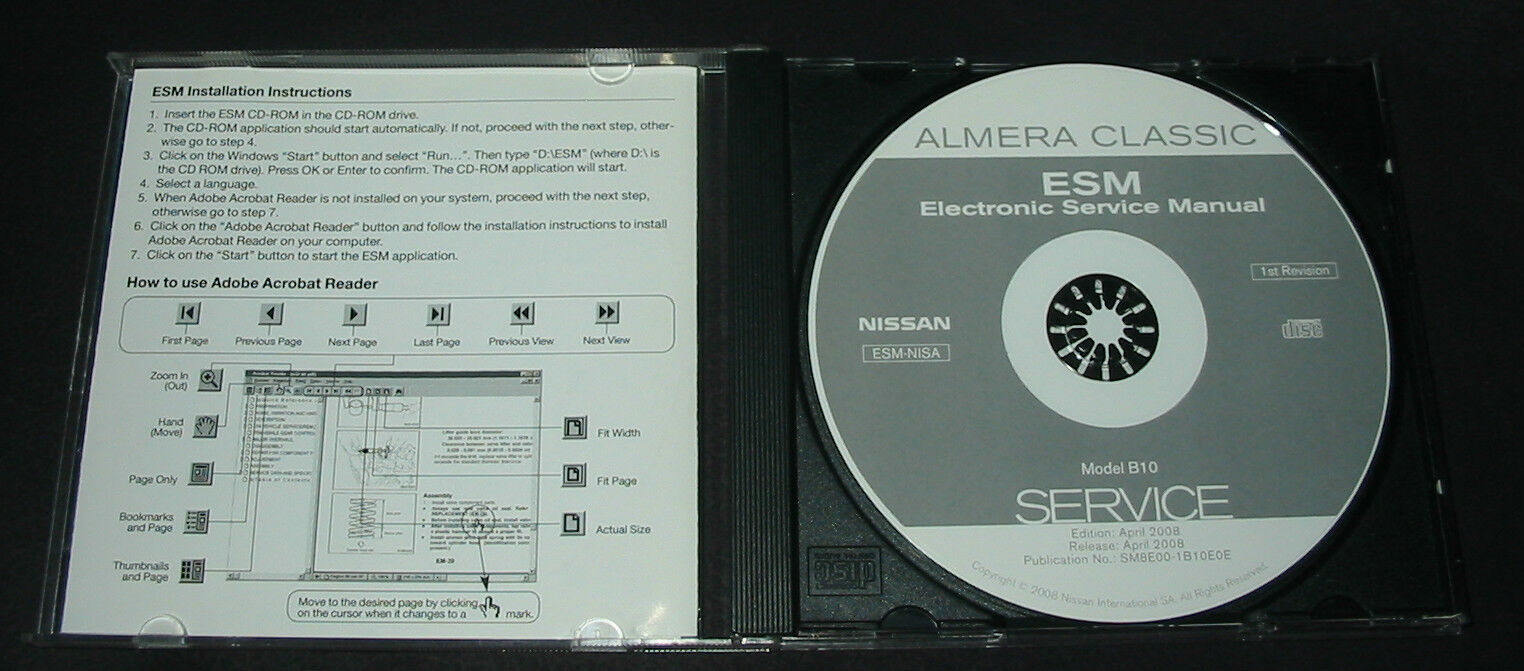 ESM Installation Instructions
1. Insert the ESM CD-ROM in the CD-ROM drive.
2. The CD-ROM application should start automatically. If not, proceed with the next step, other-
wise go to step 4.
3. Click on the Windows "Start" button and select "Run...". Then type "D:\ESM" (where D:\ is
the CD ROM drive). Press OK or Enter to confirm. The CD-ROM application will start.
4. Select a language.
5. When Adobe Acrobat Reader is not installed on your system, proceed with the next step,
otherwise go to step 7.
6. Click on the "Adobe Acrobat Reader" button and follow the installation instructions to install
Adobe Acrobat Reader on your computer.
7. Click on the "Start" button to start the ESM application.
How to use Adobe Acrobat Reader
First Page
Previous Page
Next Page
Last Page
Previous View
Next View
Zoom In
(Out)
Hand
(Move)
Page Only
Bookmarks
and Page
Thumbnails
and Page
Assembly
EM-39
Fit Width
Fit Page
Actual Size
Move to the desired page by clicking
on the cursor when it changes to a mark.
ALMERA CLASSIC
ESM
Electronic Service Manual
1st Revision
NISSAN
ESM-NISA
disc
Model B10
SERVICE
Edition: April 2008
Release: April 2008
Publication No.: SM8E00-1B10E0E
Copyright © 2008 Nissan International SA. All Rights Reserved.
disc